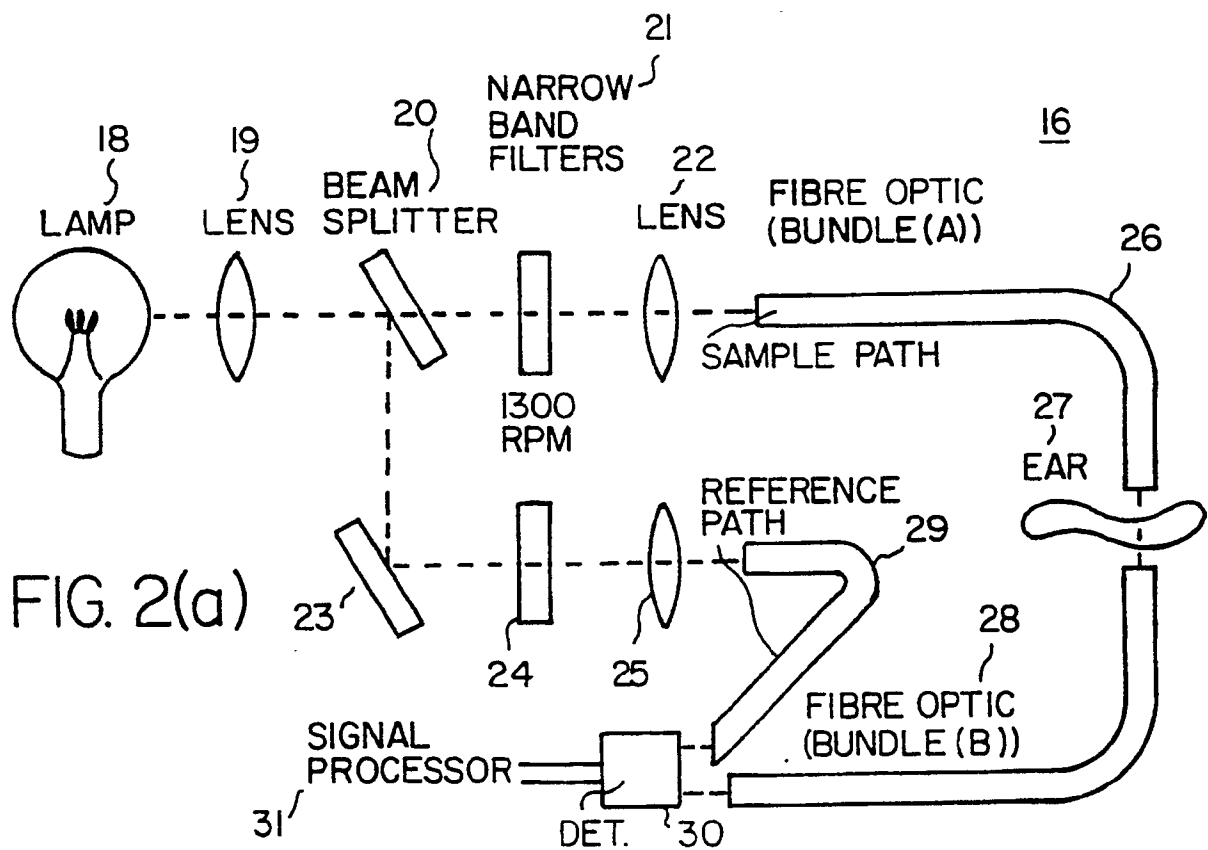 21
NARROW
BAND
FILTERS
16
20
BEAM
SPLITTER
18
LAMP
19
LENS
22
LENS
FIBRE OPTIC
(BUNDLE(A))
26
SAMPLE PATH
1300
RPM
27
EAR
REFERENCE
PATH
29
FIG. 2(a)
23
24
25
28
FIBRE OPTIC
(BUNDLE(B))
SIGNAL
PROCESSOR
31
DET.
30